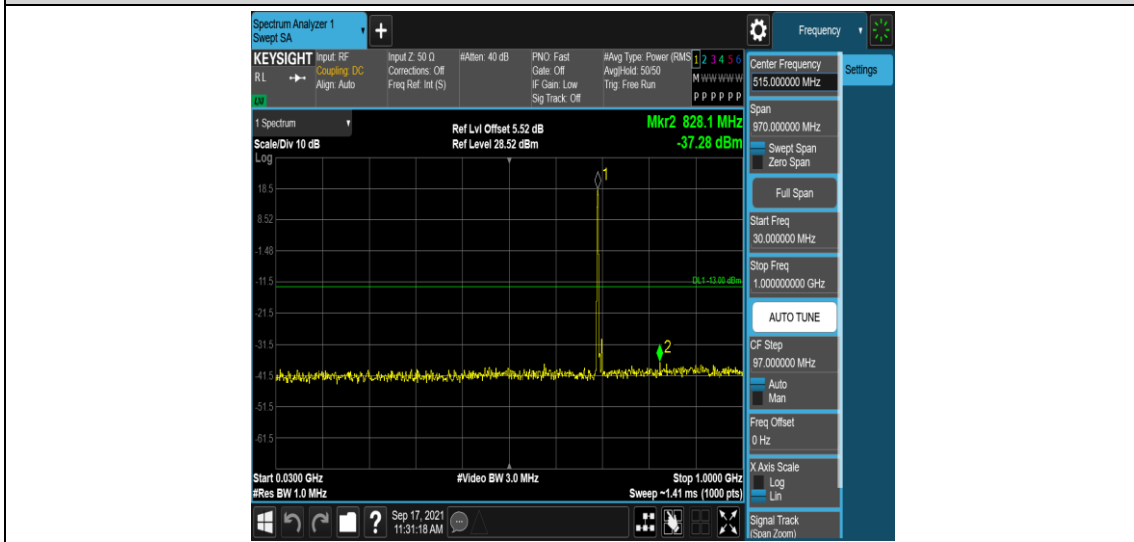 Spectrum Analyzer 1
Swept SA
+
Frequency
KEYSIGHT
RL
LXI
Input: RF
Coupling: DC
Align: Auto
Input Z: 50 Ω
Corrections: Off
Freq Ref: Int (S)
#Atten: 40 dB
PNO: Fast
Gate: Off
IF Gain: Low
Sig Track: Off
#Avg Type: Power (RMS
Avg|Hold: 50/50
Trig: Free Run
1 2 3 4 5 6
M W W W W W
P P P P P P
1 Spectrum
Scale/Div 10 dB
Log
Ref Lvl Offset 5.52 dB
Ref Level 28.52 dBm
Mkr2 828.1 MHz
-37.28 dBm
1
18.5
8.52
-1.48
DL1 -13.00 dBm
-11.5
-21.5
-31.5
2
-41.5
-51.5
-61.5
Start 0.0300 GHz
#Res BW 1.0 MHz
#Video BW 3.0 MHz
Stop 1.0000 GHz
Sweep ~1.41 ms (1000 pts)
Center Frequency
515.000000 MHz
Settings
Span
970.000000 MHz
Swept Span
Zero Span
Full Span
Start Freq
30.000000 MHz
Stop Freq
1.000000000 GHz
AUTO TUNE
CF Step
97.000000 MHz
Auto
Man
Freq Offset
0 Hz
X Axis Scale
Log
Lin
Signal Track
(Span Zoom)
?
Sep 17, 2021
11:31:18 AM